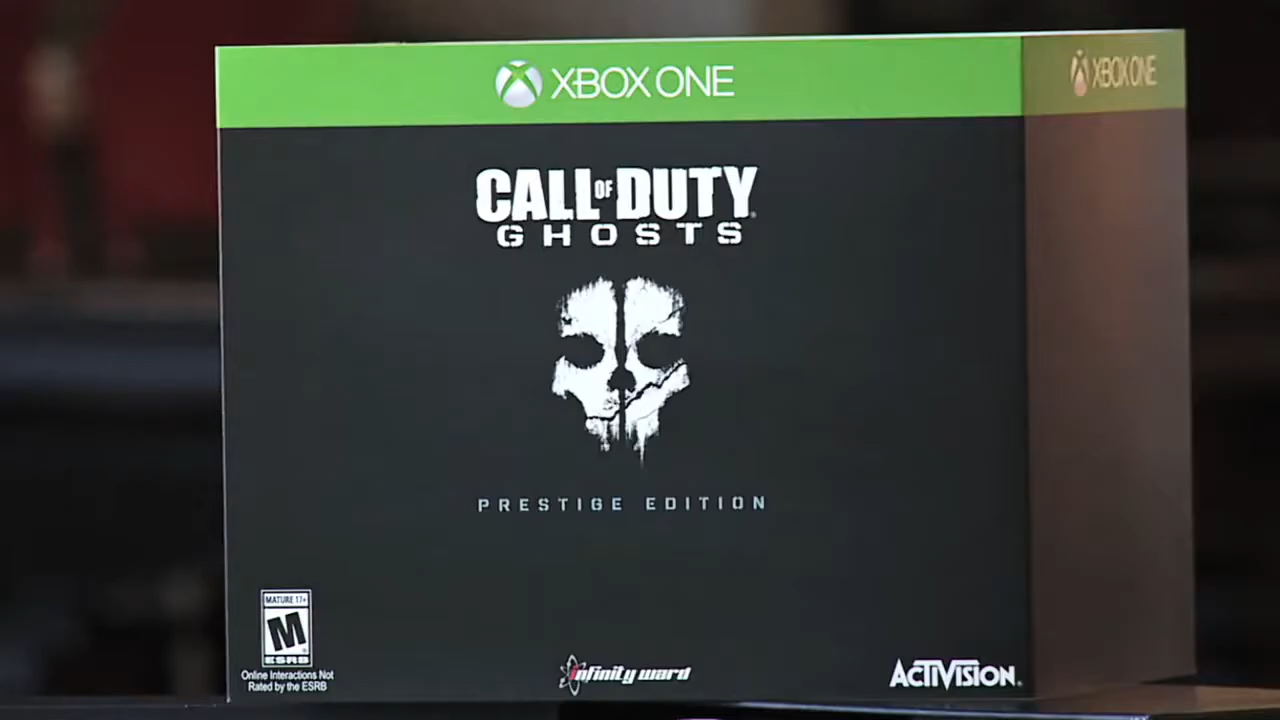 XBOX ONE
XBOX ONE
CALL OF DUTY
GHOSTS
PRESTIGE EDITION
MATURE 17+
M
ESRB
Online Interactions Not
Rated by the ESRB
infinity ward
ACTIVISION